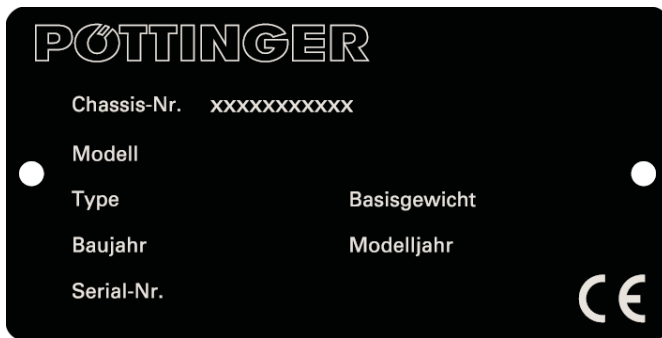 PÖTTINGER
Chassis-Nr. xxxxxxxxxxx
Modell
Type Basisgewicht
Baujahr Modelljahr
Serial-Nr.
CE